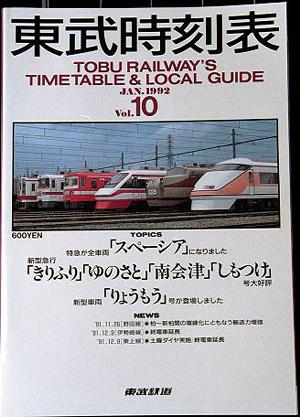 東武時刻表
TOBU RAILWAY'S
TIMETABLE & LOCAL GUIDE
JAN.1992
Vol.10
600YEN
TOPICS
特急が全車両「スペーシア」になりました
新型急行
「きりふり」「ゆのさと」「南会津」「しもつけ」
号大好評
新型車両「りょうもう」号が登場しました
NEWS
'91.11.26[野田線]●柏〜新柏間の複線化にともなう輸送力増強
'91.12.9[伊勢崎線]●終電車延長
'91.12.9[東上線]●土曜ダイヤ実施/終電車延長
東武鉄道